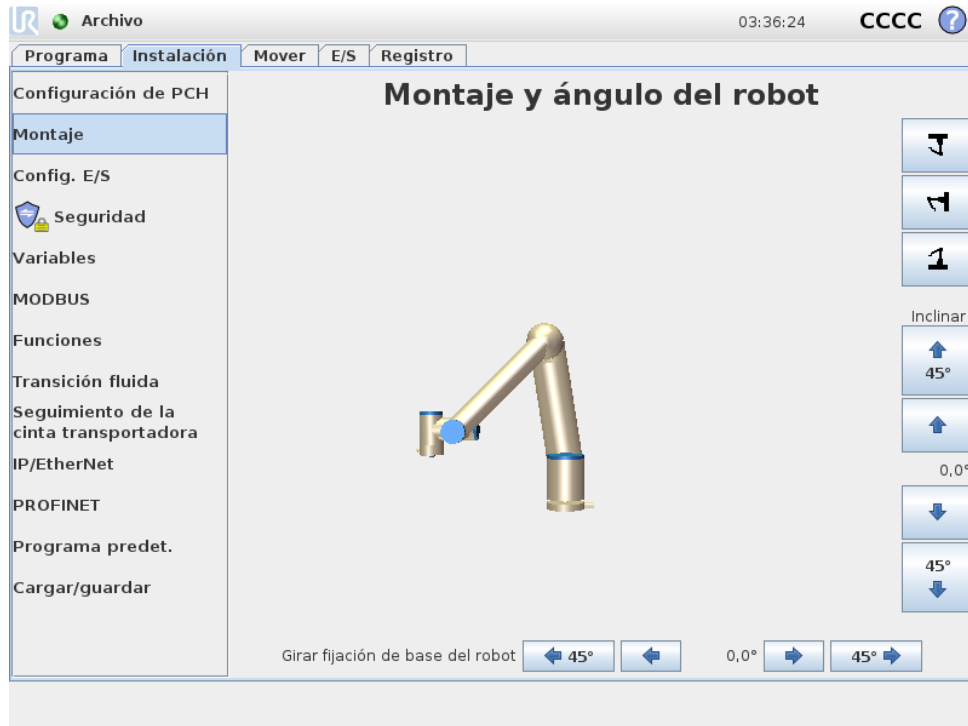 UR Archivo 03:36:24 CCCC ?
Programa Instalación Mover E/S Registro
Configuración de PCH
Montaje
Config. E/S
Seguridad
Variables
MODBUS
Funciones
Transición fluida
Seguimiento de la
cinta transportadora
IP/EtherNet
PROFINET
Programa predet.
Cargar/guardar
Montaje y ángulo del robot
Inclinar
45°
0,0°
45°
Girar fijación de base del robot 45° 0,0° 45°